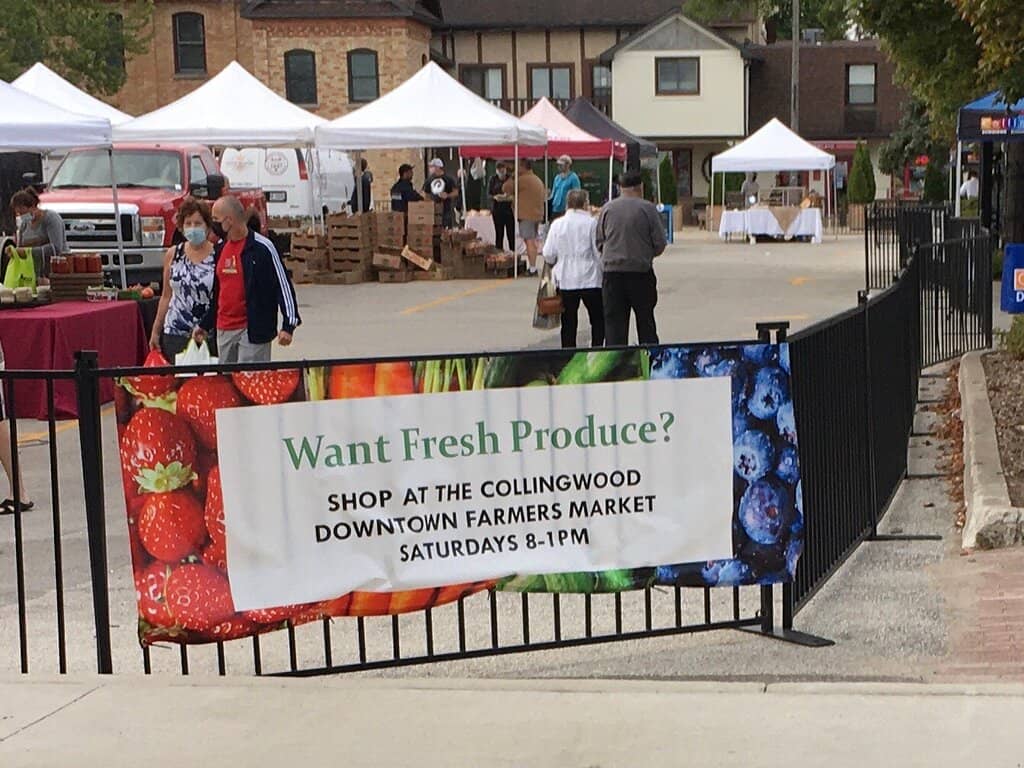 Want Fresh Produce?
SHOP AT THE COLLINGWOOD
DOWNTOWN FARMERS MARKET
SATURDAYS 8-1PM